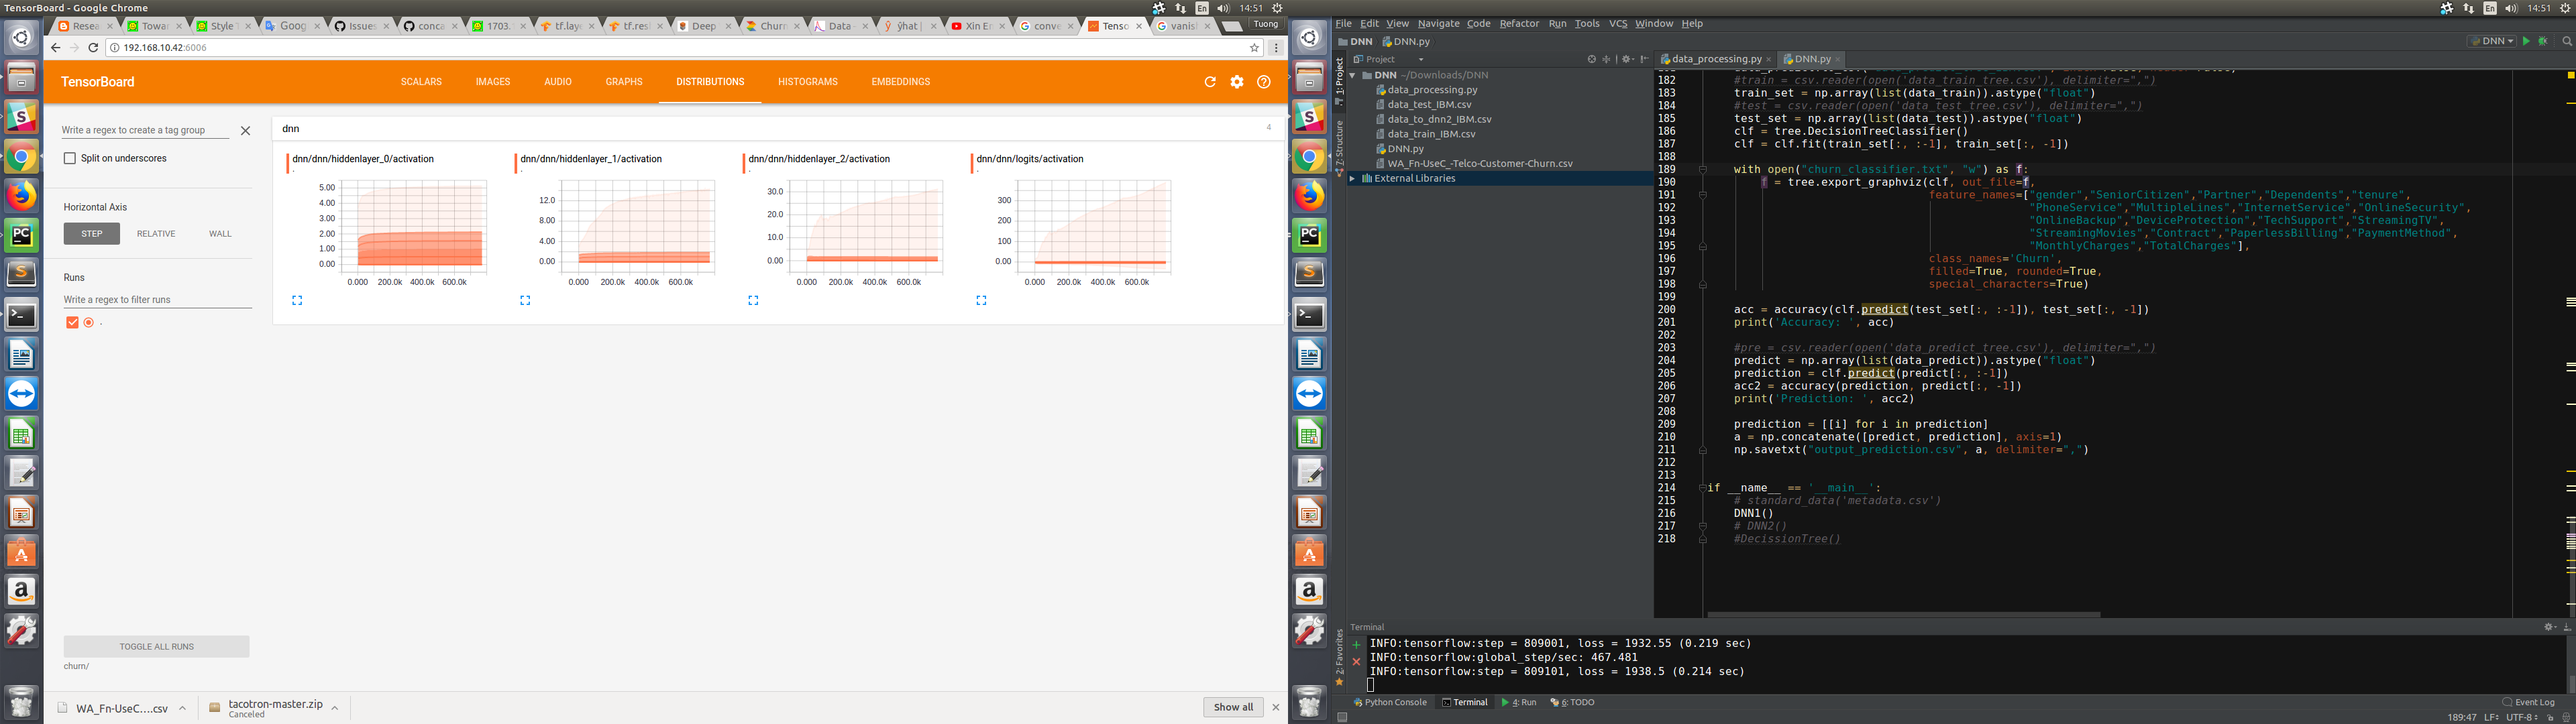 TensorBoard - Google Chrome
En
14:51
En
14:51
Resea
Towar
Style
Goog
Issues
conca
1703.
tf.laye
tf.res
Deep
Churn
Data
ŷhat |
Xin Em
conve
Tenso
vanish
Tuong
192.168.10.42:6006
TensorBoard
SCALARS
IMAGES
AUDIO
GRAPHS
DISTRIBUTIONS
HISTOGRAMS
EMBEDDINGS
Write a regex to create a tag group
Split on underscores
Horizontal Axis
STEP
RELATIVE
WALL
Runs
Write a regex to filter runs
.
TOGGLE ALL RUNS
churn/
dnn
4
dnn/dnn/hiddenlayer_0/activation
.
5.00
4.00
3.00
2.00
1.00
0.00
0.000 200.0k 400.0k 600.0k
dnn/dnn/hiddenlayer_1/activation
.
12.0
8.00
4.00
0.00
0.000 200.0k 400.0k 600.0k
dnn/dnn/hiddenlayer_2/activation
.
30.0
20.0
10.0
0.00
0.000 200.0k 400.0k 600.0k
dnn/dnn/logits/activation
.
300
200
100
0.00
0.000 200.0k 400.0k 600.0k
WA_Fn-UseC....csv
tacotron-master.zip
Canceled
Show all
File Edit View Navigate Code Refactor Run Tools VCS Window Help
DNN
DNN.py
DNN
1: Project
7: Structure
2: Favorites
Project
DNN ~/Downloads/DNN
data_processing.py
data_test_IBM.csv
data_to_dnn2_IBM.csv
data_train_IBM.csv
DNN.py
WA_Fn-UseC_-Telco-Customer-Churn.csv
External Libraries
data_processing.py
DNN.py
182 #train = csv.reader(open('data_train_tree.csv'), delimiter=",")
183 train_set = np.array(list(data_train)).astype("float")
184 #test = csv.reader(open('data_test_tree.csv'), delimiter=",")
185 test_set = np.array(list(data_test)).astype("float")
186 clf = tree.DecisionTreeClassifier()
187 clf = clf.fit(train_set[:, :-1], train_set[:, -1])
188
189 with open("churn_classifier.txt", "w") as f:
190 f = tree.export_graphviz(clf, out_file=f,
191 feature_names=["gender","SeniorCitizen","Partner","Dependents","tenure",
192 "PhoneService","MultipleLines","InternetService","OnlineSecurity",
193 "OnlineBackup","DeviceProtection","TechSupport","StreamingTV",
194 "StreamingMovies","Contract","PaperlessBilling","PaymentMethod",
195 "MonthlyCharges","TotalCharges"],
196 class_names='Churn',
197 filled=True, rounded=True,
198 special_characters=True)
199
200 acc = accuracy(clf.predict(test_set[:, :-1]), test_set[:, -1])
201 print('Accuracy: ', acc)
202
203 #pre = csv.reader(open('data_predict_tree.csv'), delimiter=",")
204 predict = np.array(list(data_predict)).astype("float")
205 prediction = clf.predict(predict[:, :-1])
206 acc2 = accuracy(prediction, predict[:, -1])
207 print('Prediction: ', acc2)
208
209 prediction = [[i] for i in prediction]
210 a = np.concatenate([predict, prediction], axis=1)
211 np.savetxt("output_prediction.csv", a, delimiter=",")
212
213
214 if __name__ == '__main__':
215 # standard_data('metadata.csv')
216 DNN1()
217 # DNN2()
218 #DecissionTree()
Terminal
INFO:tensorflow:step = 809001, loss = 1932.55 (0.219 sec)
INFO:tensorflow:global_step/sec: 467.481
INFO:tensorflow:step = 809101, loss = 1938.5 (0.214 sec)
Python Console
Terminal
4: Run
6: TODO
Event Log
189:47 LF÷ UTF-8÷